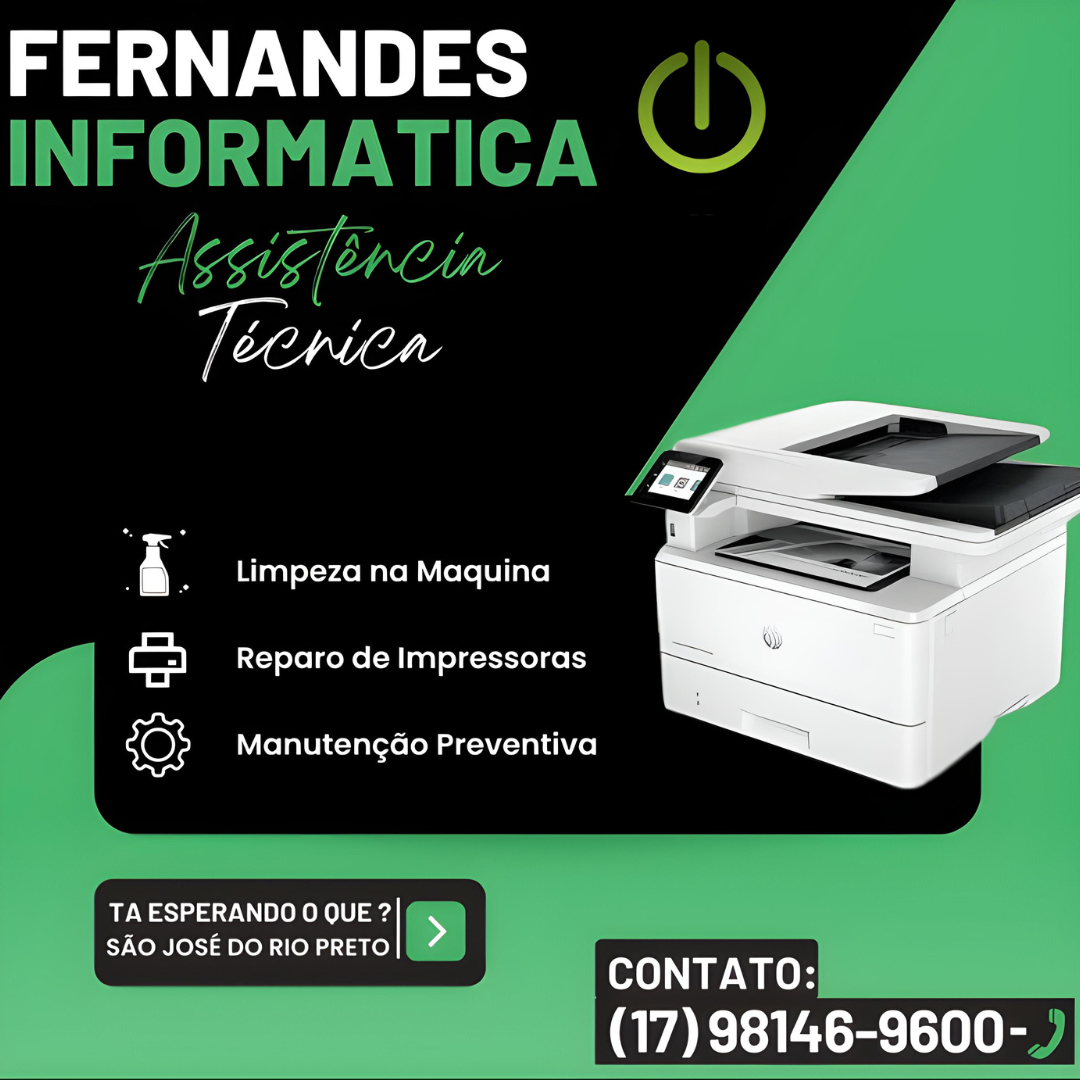 FERNANDES
INFORMATICA
Assistência
Técnica
Limpeza na Maquina
Reparo de Impressoras
Manutenção Preventiva
TA ESPERANDO O QUE ?
SÃO JOSÉ DO RIO PRETO
CONTATO:
(17) 98146-9600-